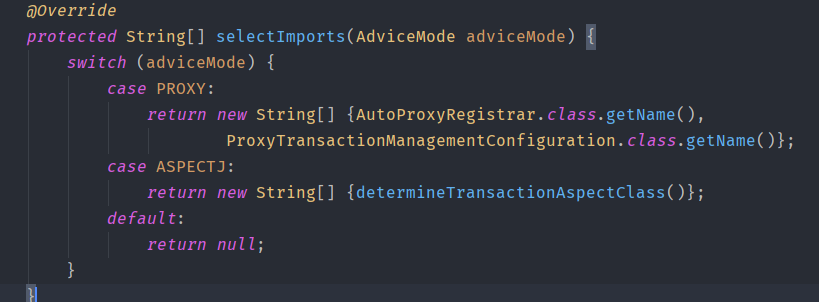 @Override
protected String[] selectImports(AdviceMode adviceMode) {
    switch (adviceMode) {
        case PROXY:
            return new String[] {AutoProxyRegistrar.class.getName(),
                    ProxyTransactionManagementConfiguration.class.getName()};
        case ASPECTJ:
            return new String[] {determineTransactionAspectClass()};
        default:
            return null;
    }
}